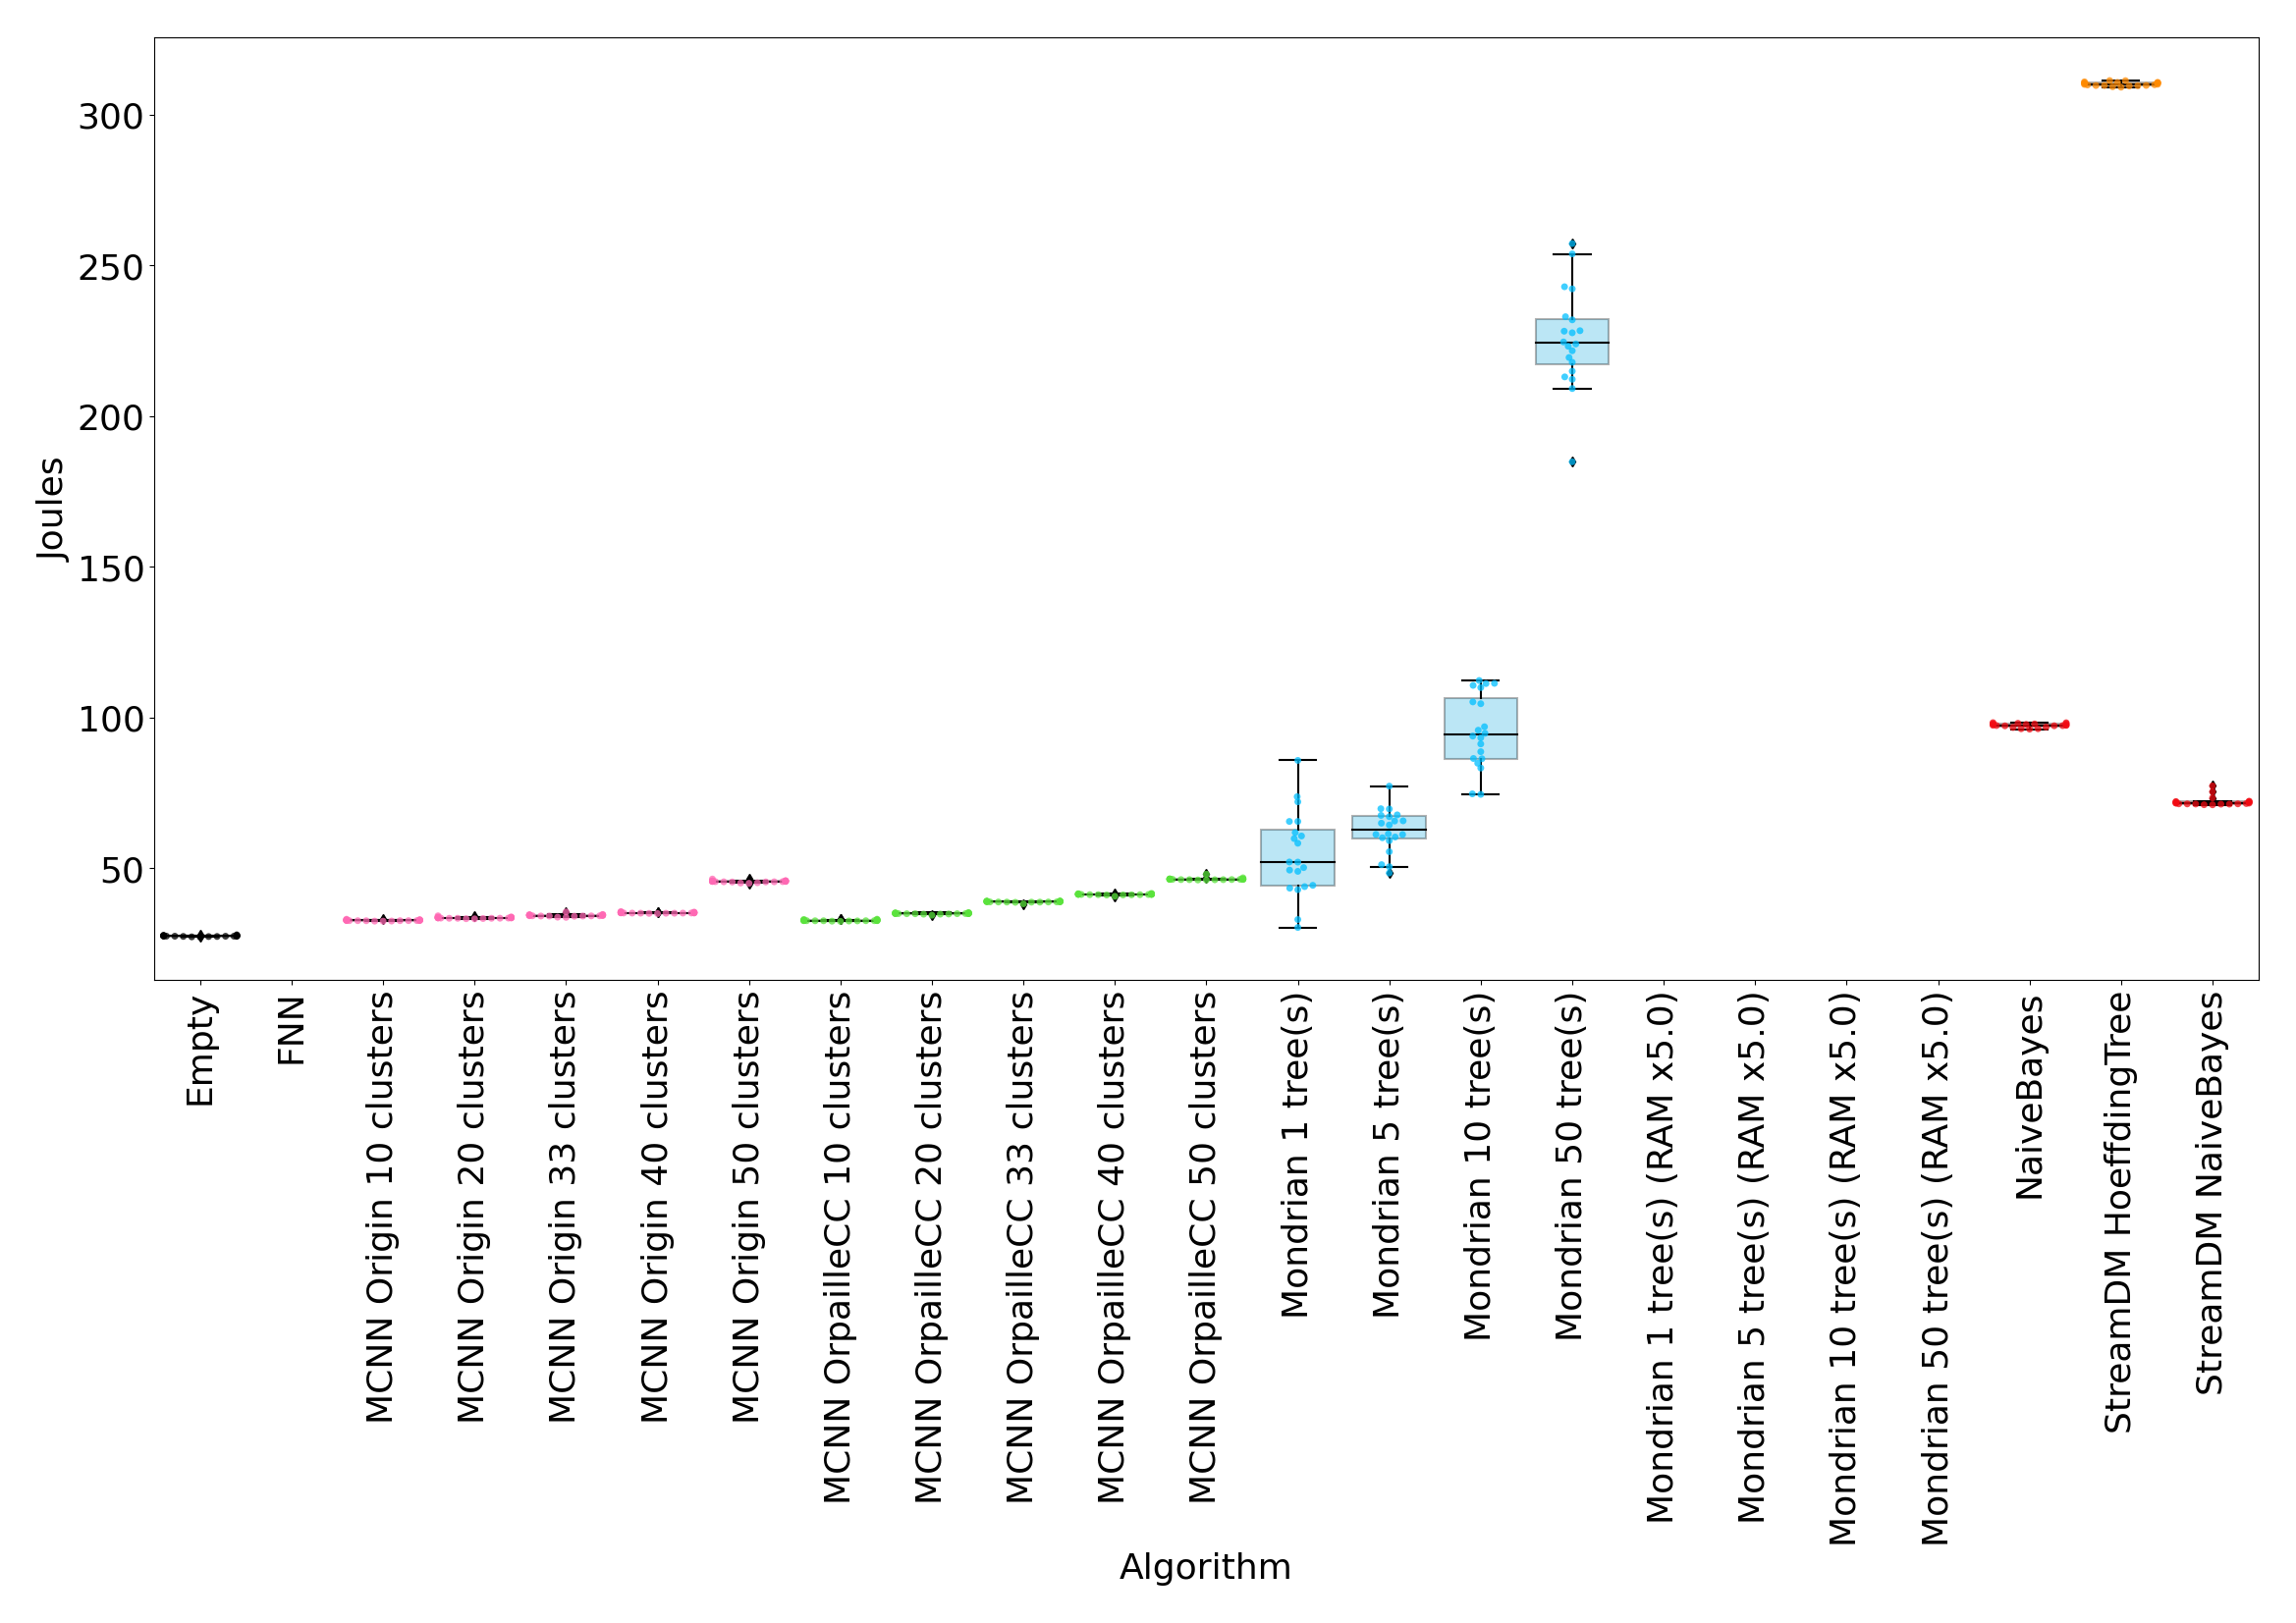 300
250
200
150
100
50
Joules
Empty
FNN
MCNN Origin 10 clusters
MCNN Origin 20 clusters
MCNN Origin 33 clusters
MCNN Origin 40 clusters
MCNN Origin 50 clusters
MCNN OrpailleCC 10 clusters
MCNN OrpailleCC 20 clusters
MCNN OrpailleCC 33 clusters
MCNN OrpailleCC 40 clusters
MCNN OrpailleCC 50 clusters
Mondrian 1 tree(s)
Mondrian 5 tree(s)
Mondrian 10 tree(s)
Mondrian 50 tree(s)
Mondrian 1 tree(s) (RAM x5.0)
Mondrian 5 tree(s) (RAM x5.0)
Mondrian 10 tree(s) (RAM x5.0)
Mondrian 50 tree(s) (RAM x5.0)
NaiveBayes
StreamDM HoeffdingTree
StreamDM NaiveBayes
Algorithm